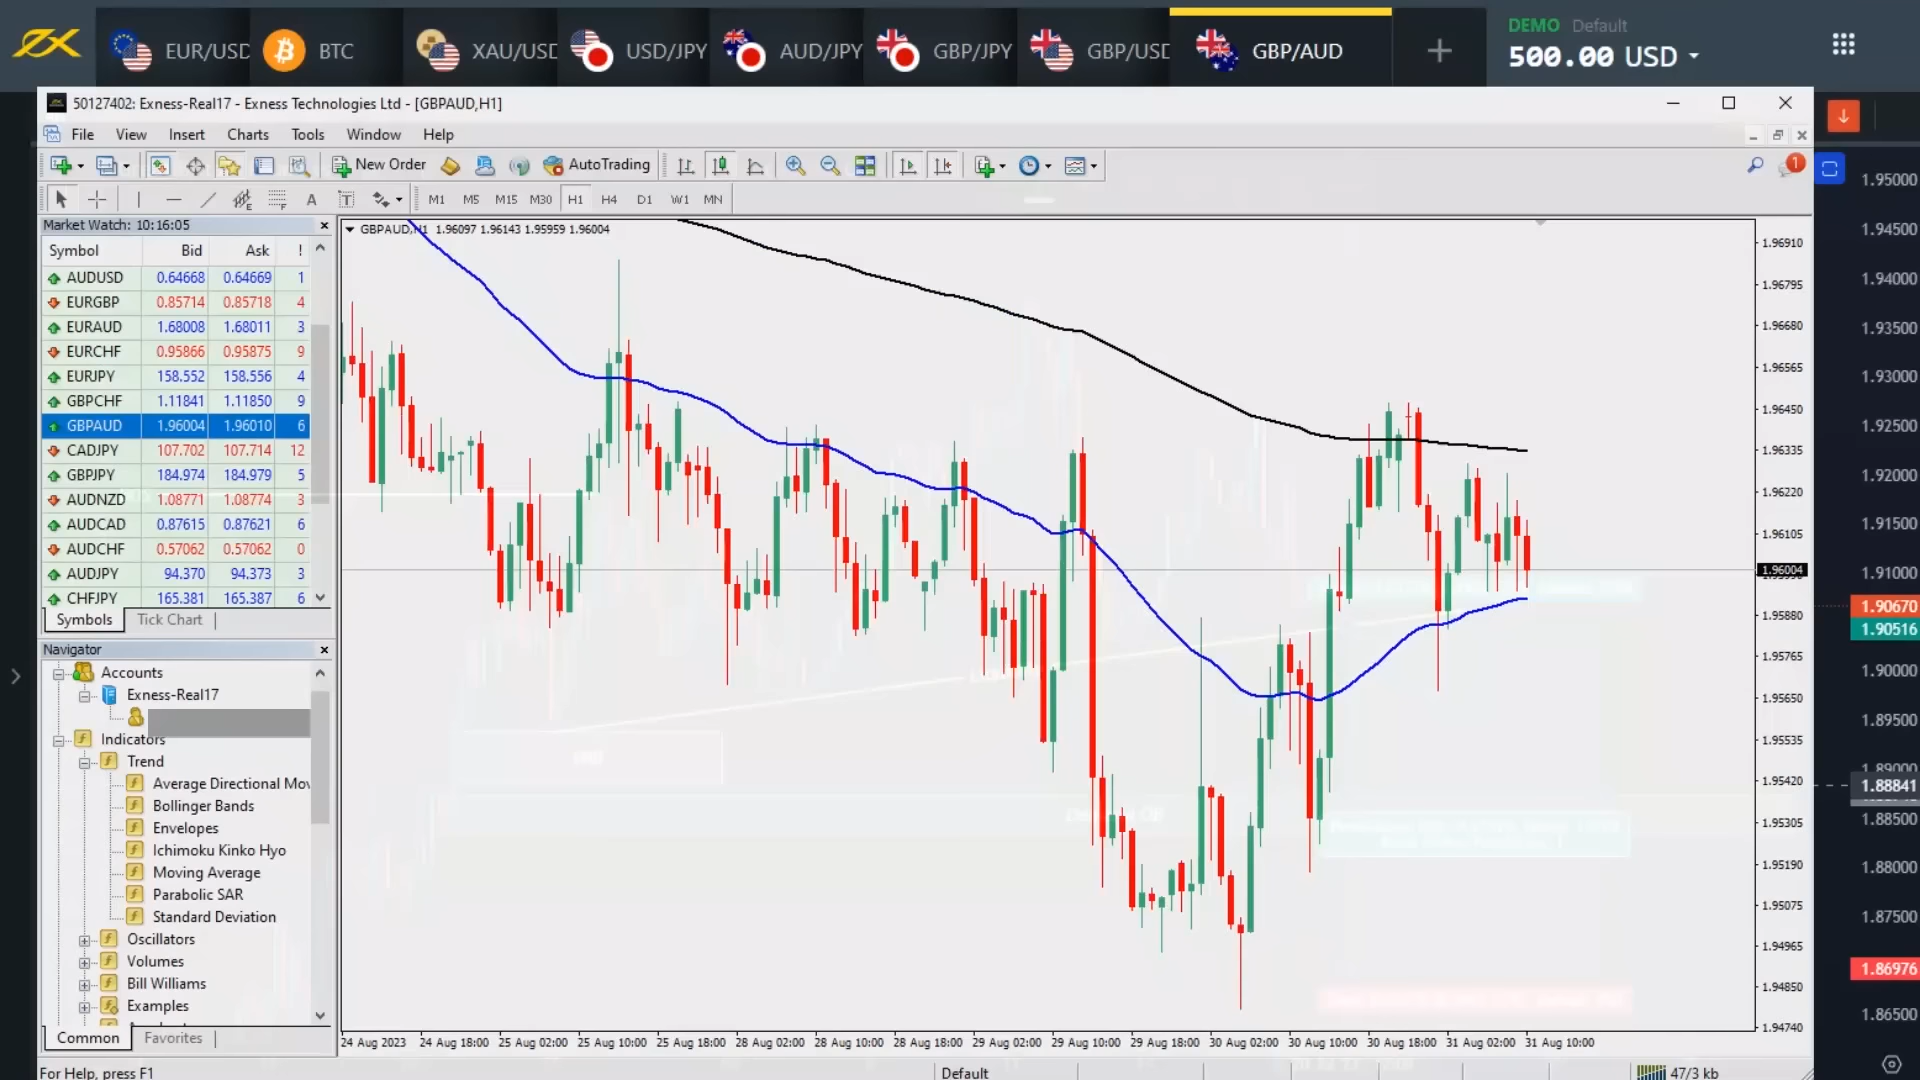 EUR/USD BTC XAU/USD USD/JPY AUD/JPY GBP/JPY GBP/USD GBP/AUD +
DEMO Default
500.00 USD
50127402: Exness-Real17 - Exness Technologies Ltd - [GBPAUD,H1]
File View Insert Charts Tools Window Help
New Order AutoTrading 1
A T M1 M5 M15 M30 H1 H4 D1 W1 MN
Market Watch: 10:16:05
Symbol Bid Ask !
AUDUSD 0.64668 0.64669 1
EURGBP 0.85714 0.85718 4
EURAUD 1.68008 1.68011 3
EURCHF 0.95866 0.95875 9
EURJPY 158.552 158.556 4
GBPCHF 1.11841 1.11850 9
GBPAUD 1.96004 1.96010 6
CADJPY 107.702 107.714 12
GBPJPY 184.974 184.979 5
AUDNZD 1.08771 1.08774 3
AUDCAD 0.87615 0.87621 6
AUDCHF 0.57062 0.57062 0
AUDJPY 94.370 94.373 3
CHFJPY 165.381 165.387 6
Symbols Tick Chart
Navigator
Accounts
Exness-Real17
Indicators
Trend
Average Directional Mov
Bollinger Bands
Envelopes
Ichimoku Kinko Hyo
Moving Average
Parabolic SAR
Standard Deviation
Oscillators
Volumes
Bill Williams
Examples
Common Favorites
GBPAUD,H1 1.96097 1.96143 1.95959 1.96004
1.96910
1.96795
1.96680
1.96565
1.96450
1.96335
1.96220
1.96105
1.96004
1.95880
1.95765
1.95650
1.95535
1.95420
1.95305
1.95190
1.95075
1.94965
1.94850
1.94740
24 Aug 2023 24 Aug 18:00 25 Aug 02:00 25 Aug 10:00 25 Aug 18:00 28 Aug 02:00 28 Aug 10:00 28 Aug 18:00 29 Aug 02:00 29 Aug 10:00 29 Aug 18:00 30 Aug 02:00 30 Aug 10:00 30 Aug 18:00 31 Aug 02:00 31 Aug 10:00
For Help, press F1 Default 47/3 kb
1.95000
1.94500
1.94000
1.93500
1.93000
1.92500
1.92000
1.91500
1.91000
1.90670
1.90516
1.90000
1.89500
1.89000
1.88841
1.88500
1.88000
1.87500
1.86976
1.86500